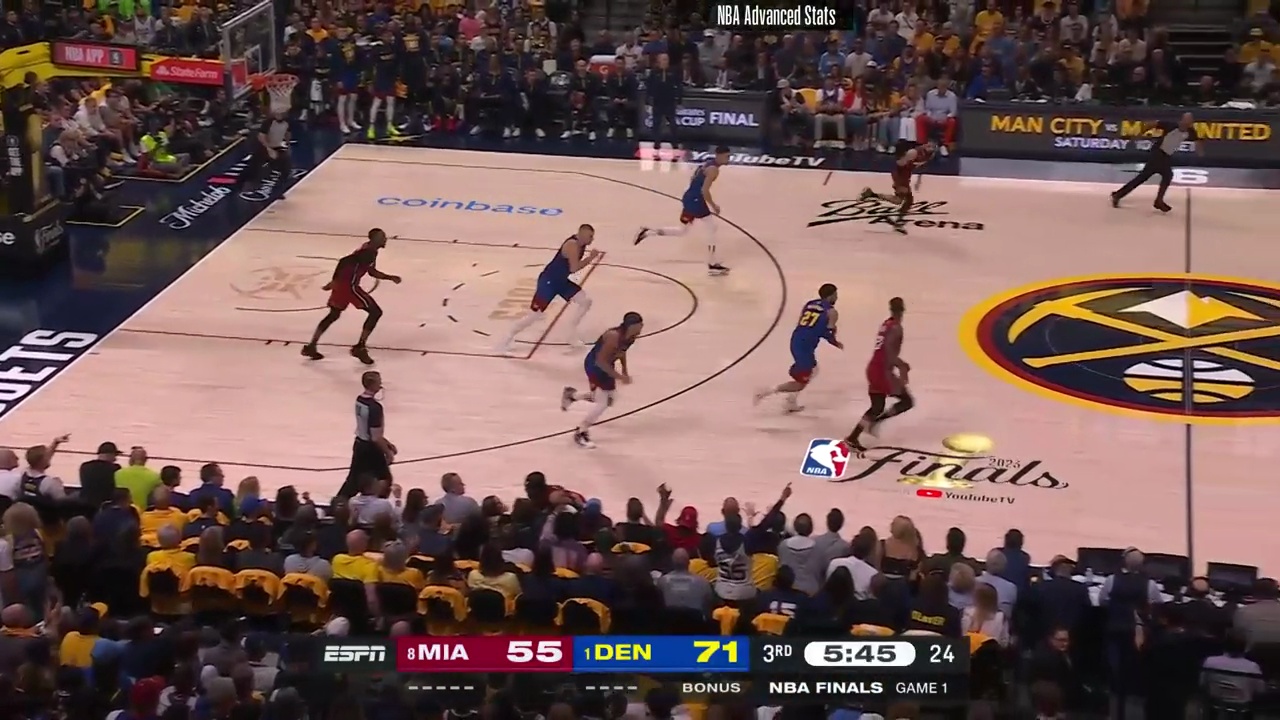 NBA Advanced Stats
NBA APP
State Farm
CUP FINAL
MAN CITY vs
UNITED
SATURDAY
YouTubeTV
Michelob
coinbase
Ball
Arena
27
NBA
Finals
2023
YouTubeTV
ESPN
8 MIA 55
1 DEN 71
3RD 5:45 24
BONUS
NBA FINALS GAME 1